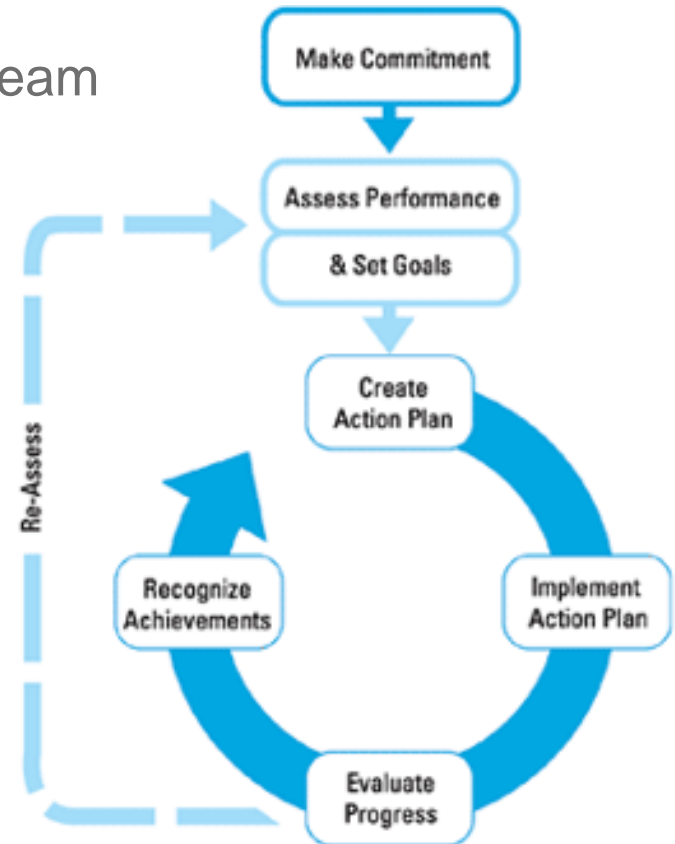 eam
Make Commitment
Assess Performance
& Set Goals
Create
Action Plan
Re-Assess
Recognize
Achievements
Implement
Action Plan
Evaluate
Progress